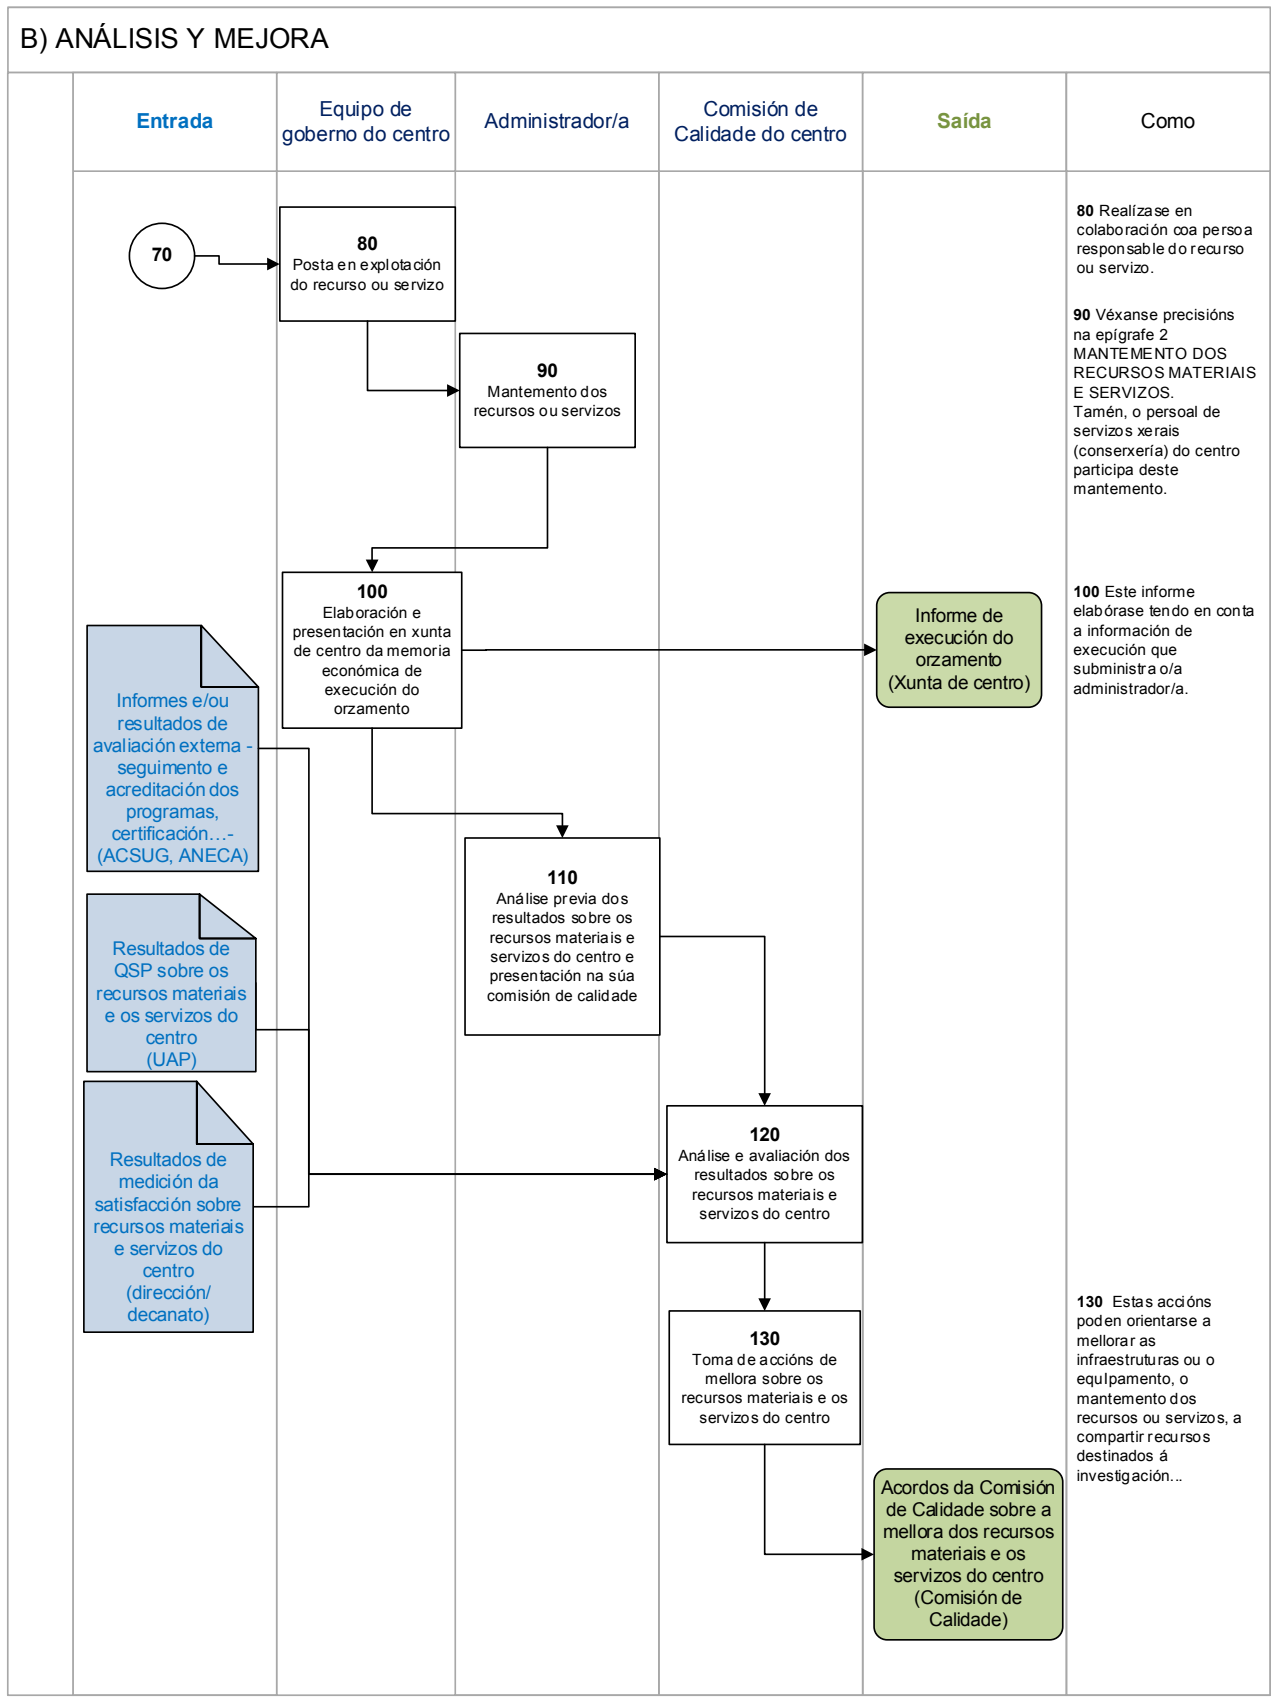 B) ANÁLISIS Y MEJORA
Entrada
Equipo de
goberno do centro
Administrador/a
Comisión de
Calidade do centro
Saída
Como
70
80
Posta en explotación
do recurso ou servizo
80 Realízase en
colaboración coa persoa
responsable do recurso
ou servizo.
90
Mantemento dos
recursos ou servizos
90 Véxanse precisións
na epígrafe 2
MANTEMENTO DOS
RECURSOS MATERIAIS
E SERVIZOS.
Tamén, o persoal de
servizos xerais
(conserxería) do centro
participa deste
mantemento.
100
Elaboración e
presentación en xunta
de centro da memoria
económica de
execución do
orzamento
Informe de
execución do
orzamento
(Xunta de centro)
100 Este informe
elabórase tendo en conta
a información de
execución que
subministra o/a
administrador/a.
Informes e/ou
resultados de
avaliación externa -
seguimento e
acreditación dos
programas,
certificación…-
(ACSUG, ANECA)
110
Análise previa dos
resultados sobre os
recursos materiais e
servizos do centro e
presentación na súa
comisión de calidade
Resultados de
QSP sobre os
recursos materiais
e os servizos do
centro
(UAP)
Resultados de
medición da
satisfacción sobre
recursos materiais
e servizos do
centro
(dirección/
decanato)
120
Análise e avaliación dos
resultados sobre os
recursos materiais e
servizos do centro
130
Toma de accións de
mellora sobre os
recursos materiais e os
servizos do centro
130 Estas accións
poden orientarse a
mellorar as
infraestruturas ou o
equIpamento, o
mantemento dos
recursos ou servizos, a
compartir recursos
destinados á
investigación...
Acordos da Comisión
de Calidade sobre a
mellora dos recursos
materiais e os
servizos do centro
(Comisión de
Calidade)